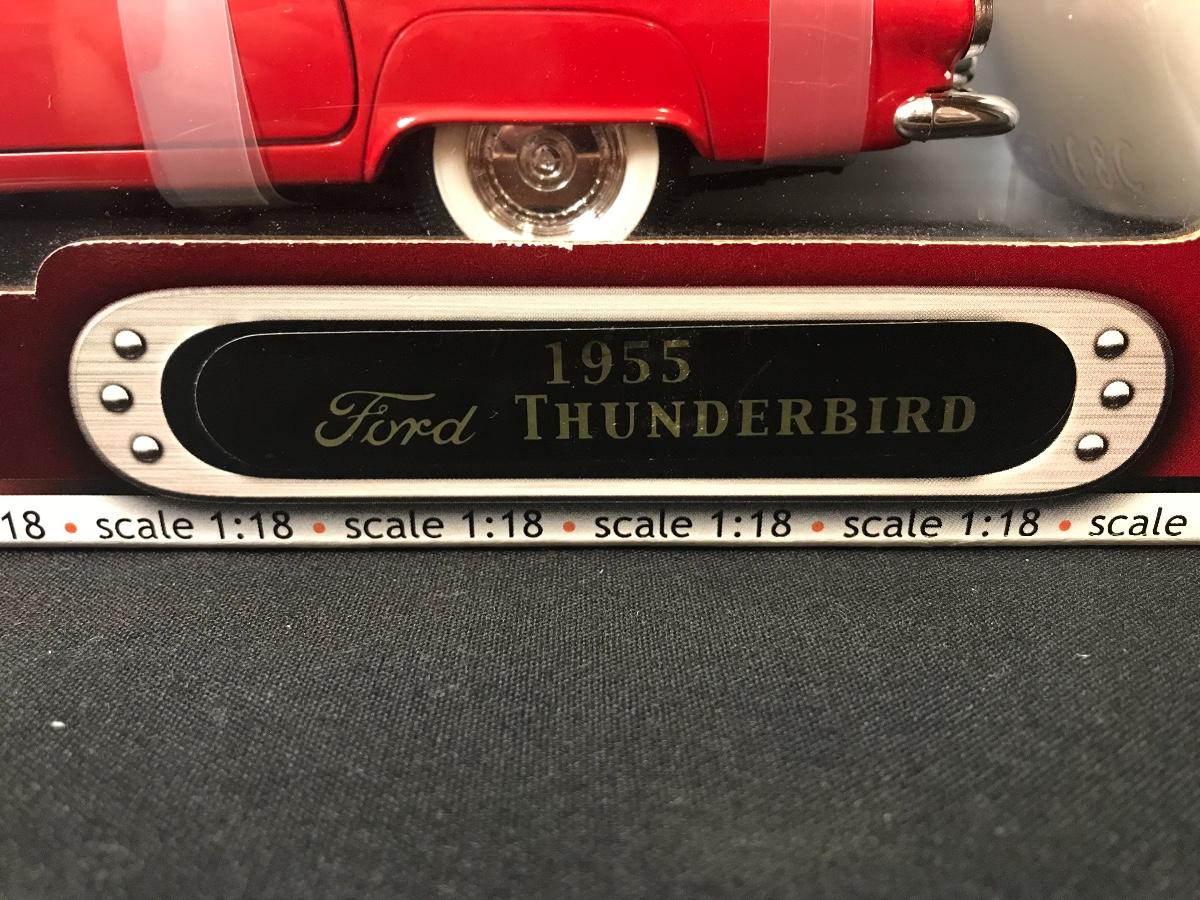 1955
Ford THUNDERBIRD
18 • scale 1:18 • scale 1:18 • scale 1:18 • scale 1:18 • scale